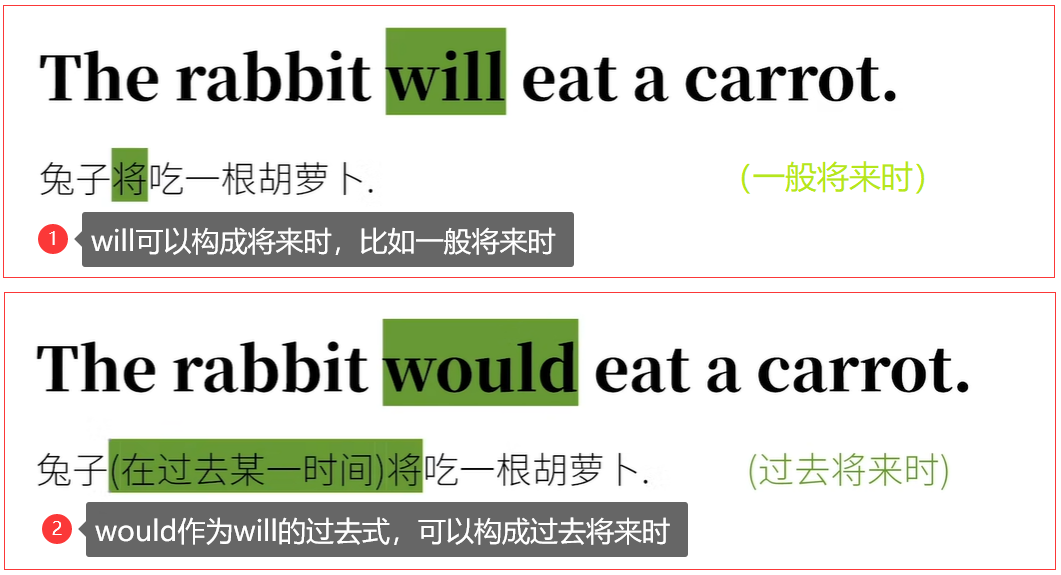 The rabbit will eat a carrot.
兔子将吃一根胡萝卜.
（一般将来时）
1 will可以构成将来时，比如一般将来时
The rabbit would eat a carrot.
兔子(在过去某一时间)将吃一根胡萝卜.
(过去将来时)
2 would作为will的过去式，可以构成过去将来时